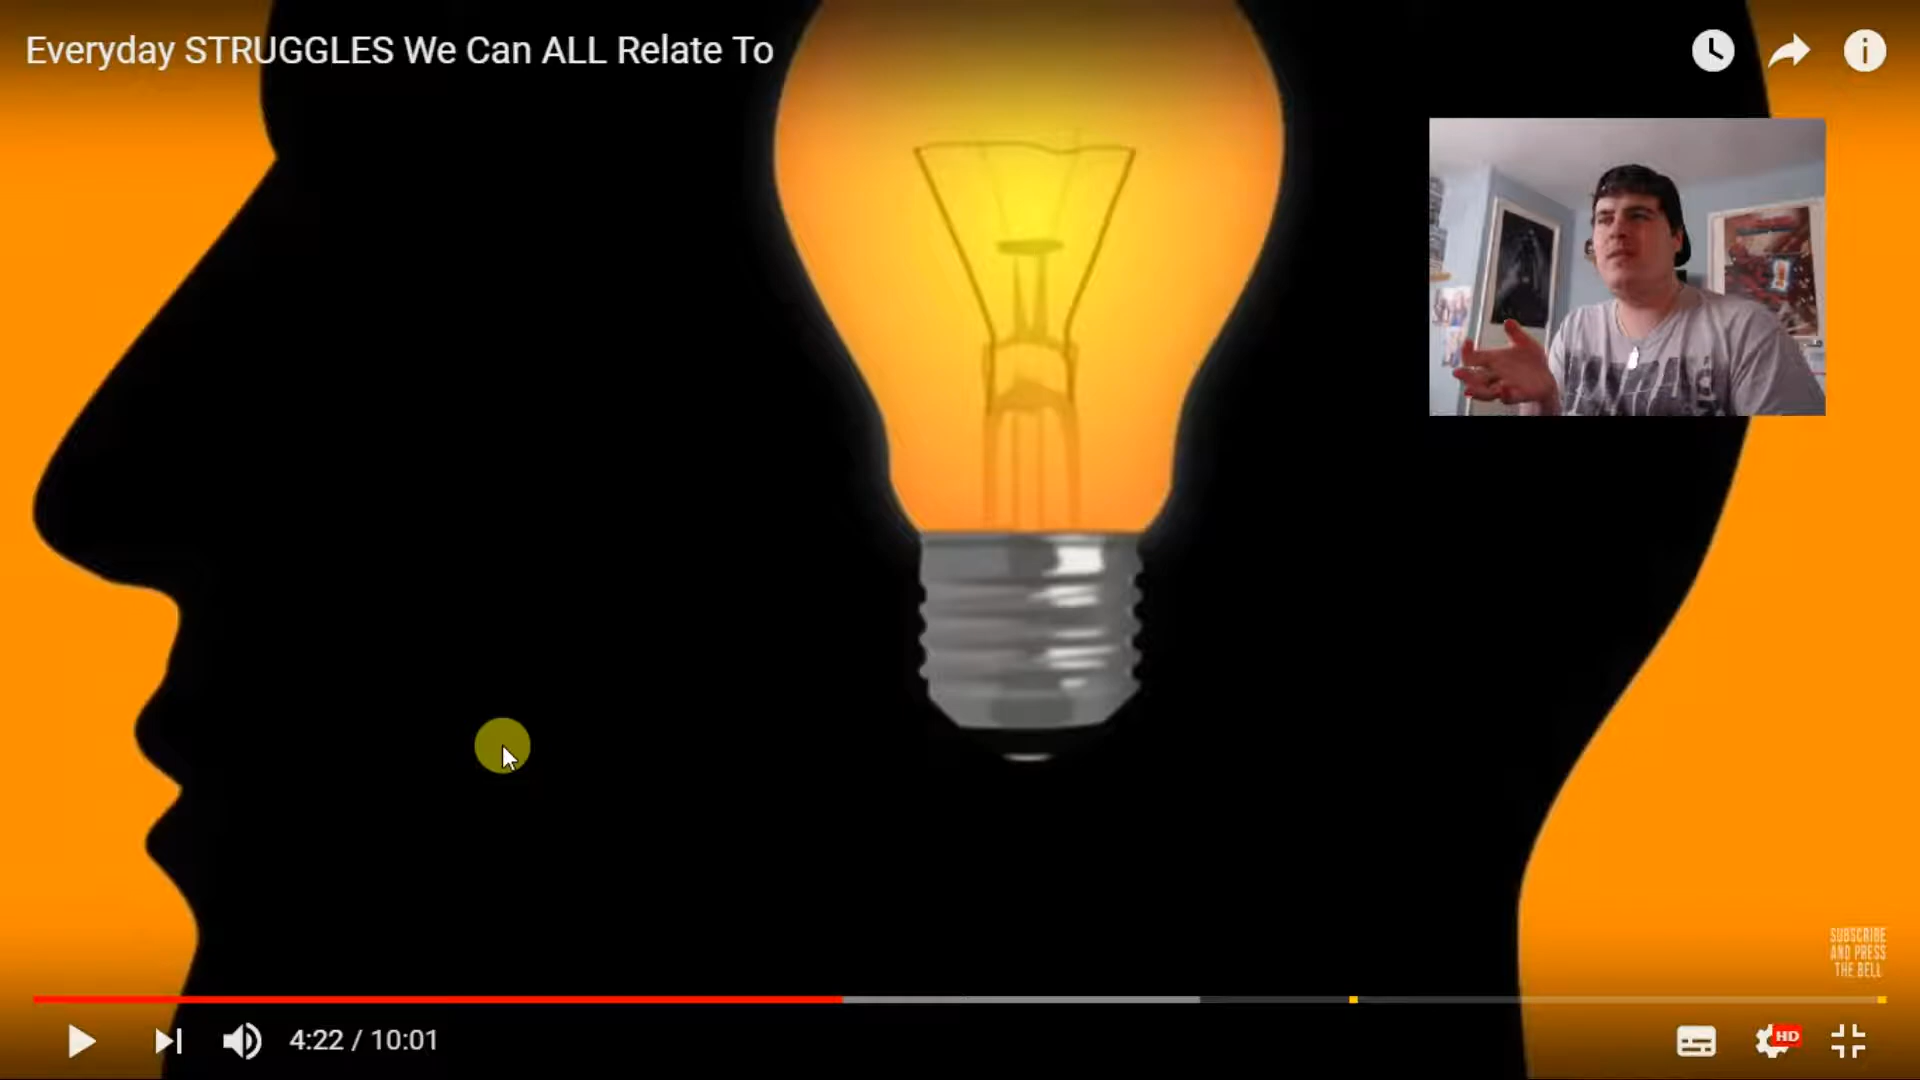 Everyday STRUGGLES We Can ALL Relate To
SUBSCRIBE
AND PRESS
THE BELL
4:22 / 10:01
HD